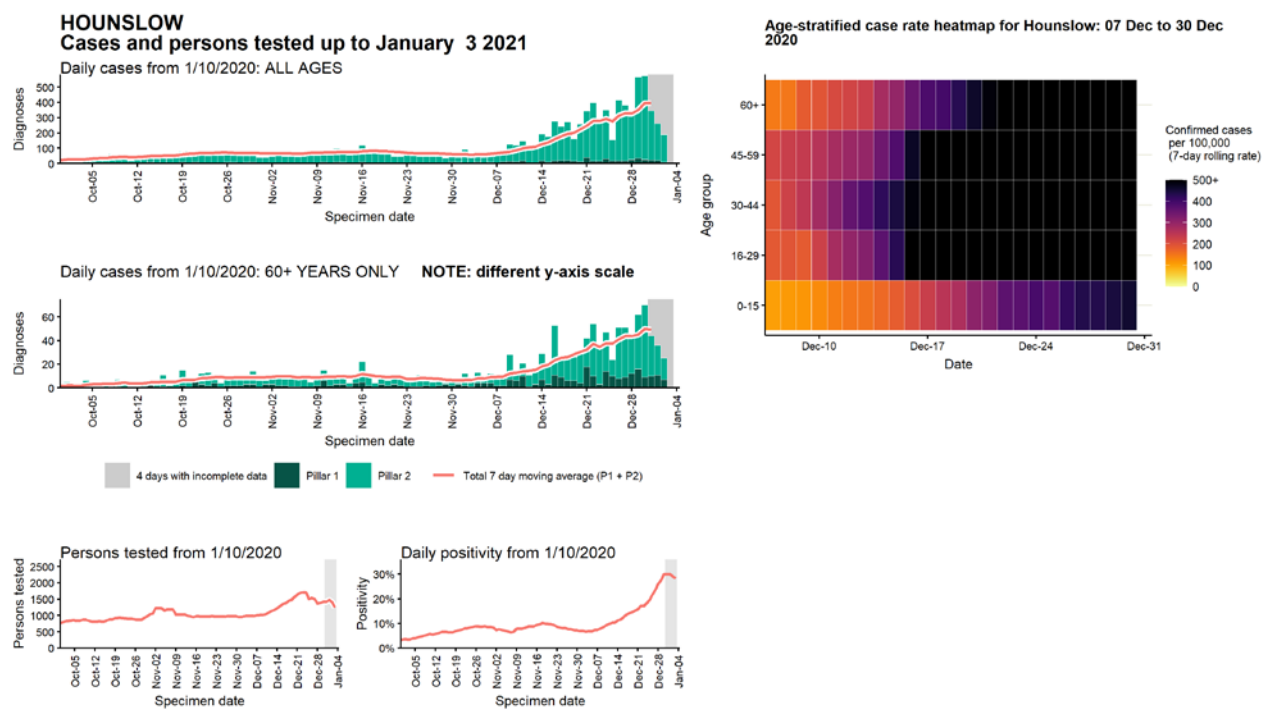 HOUNSLOW
Cases and persons tested up to January  3 2021
Daily cases from 1/10/2020: ALL AGES
Diagnoses
500
400
300
200
100
0
Oct-05
Oct-12
Oct-19
Oct-26
Nov-02
Nov-09
Nov-16
Nov-23
Nov-30
Dec-07
Dec-14
Dec-21
Dec-28
Jan-04
Specimen date
Daily cases from 1/10/2020: 60+ YEARS ONLY NOTE: different y-axis scale
Diagnoses
60
40
20
0
Oct-05
Oct-12
Oct-19
Oct-26
Nov-02
Nov-09
Nov-16
Nov-23
Nov-30
Dec-07
Dec-14
Dec-21
Dec-28
Jan-04
Specimen date
4 days with incomplete data
Pillar 1
Pillar 2
Total 7 day moving average (P1 + P2)
Persons tested from 1/10/2020
Persons tested
2500
2000
1500
1000
500
0
Oct-05
Oct-12
Oct-19
Oct-26
Nov-02
Nov-09
Nov-16
Nov-23
Nov-30
Dec-07
Dec-14
Dec-21
Dec-28
Jan-04
Specimen date
Daily positivity from 1/10/2020
Positivity
30%
20%
10%
0%
Oct-05
Oct-12
Oct-19
Oct-26
Nov-02
Nov-09
Nov-16
Nov-23
Nov-30
Dec-07
Dec-14
Dec-21
Dec-28
Jan-04
Specimen date
Age-stratified case rate heatmap for Hounslow: 07 Dec to 30 Dec
2020
Age group
60+
45-59
30-44
16-29
0-15
Dec-10
Dec-17
Dec-24
Dec-31
Date
Confirmed cases
per 100,000
(7-day rolling rate)
500+
400
300
200
100
0